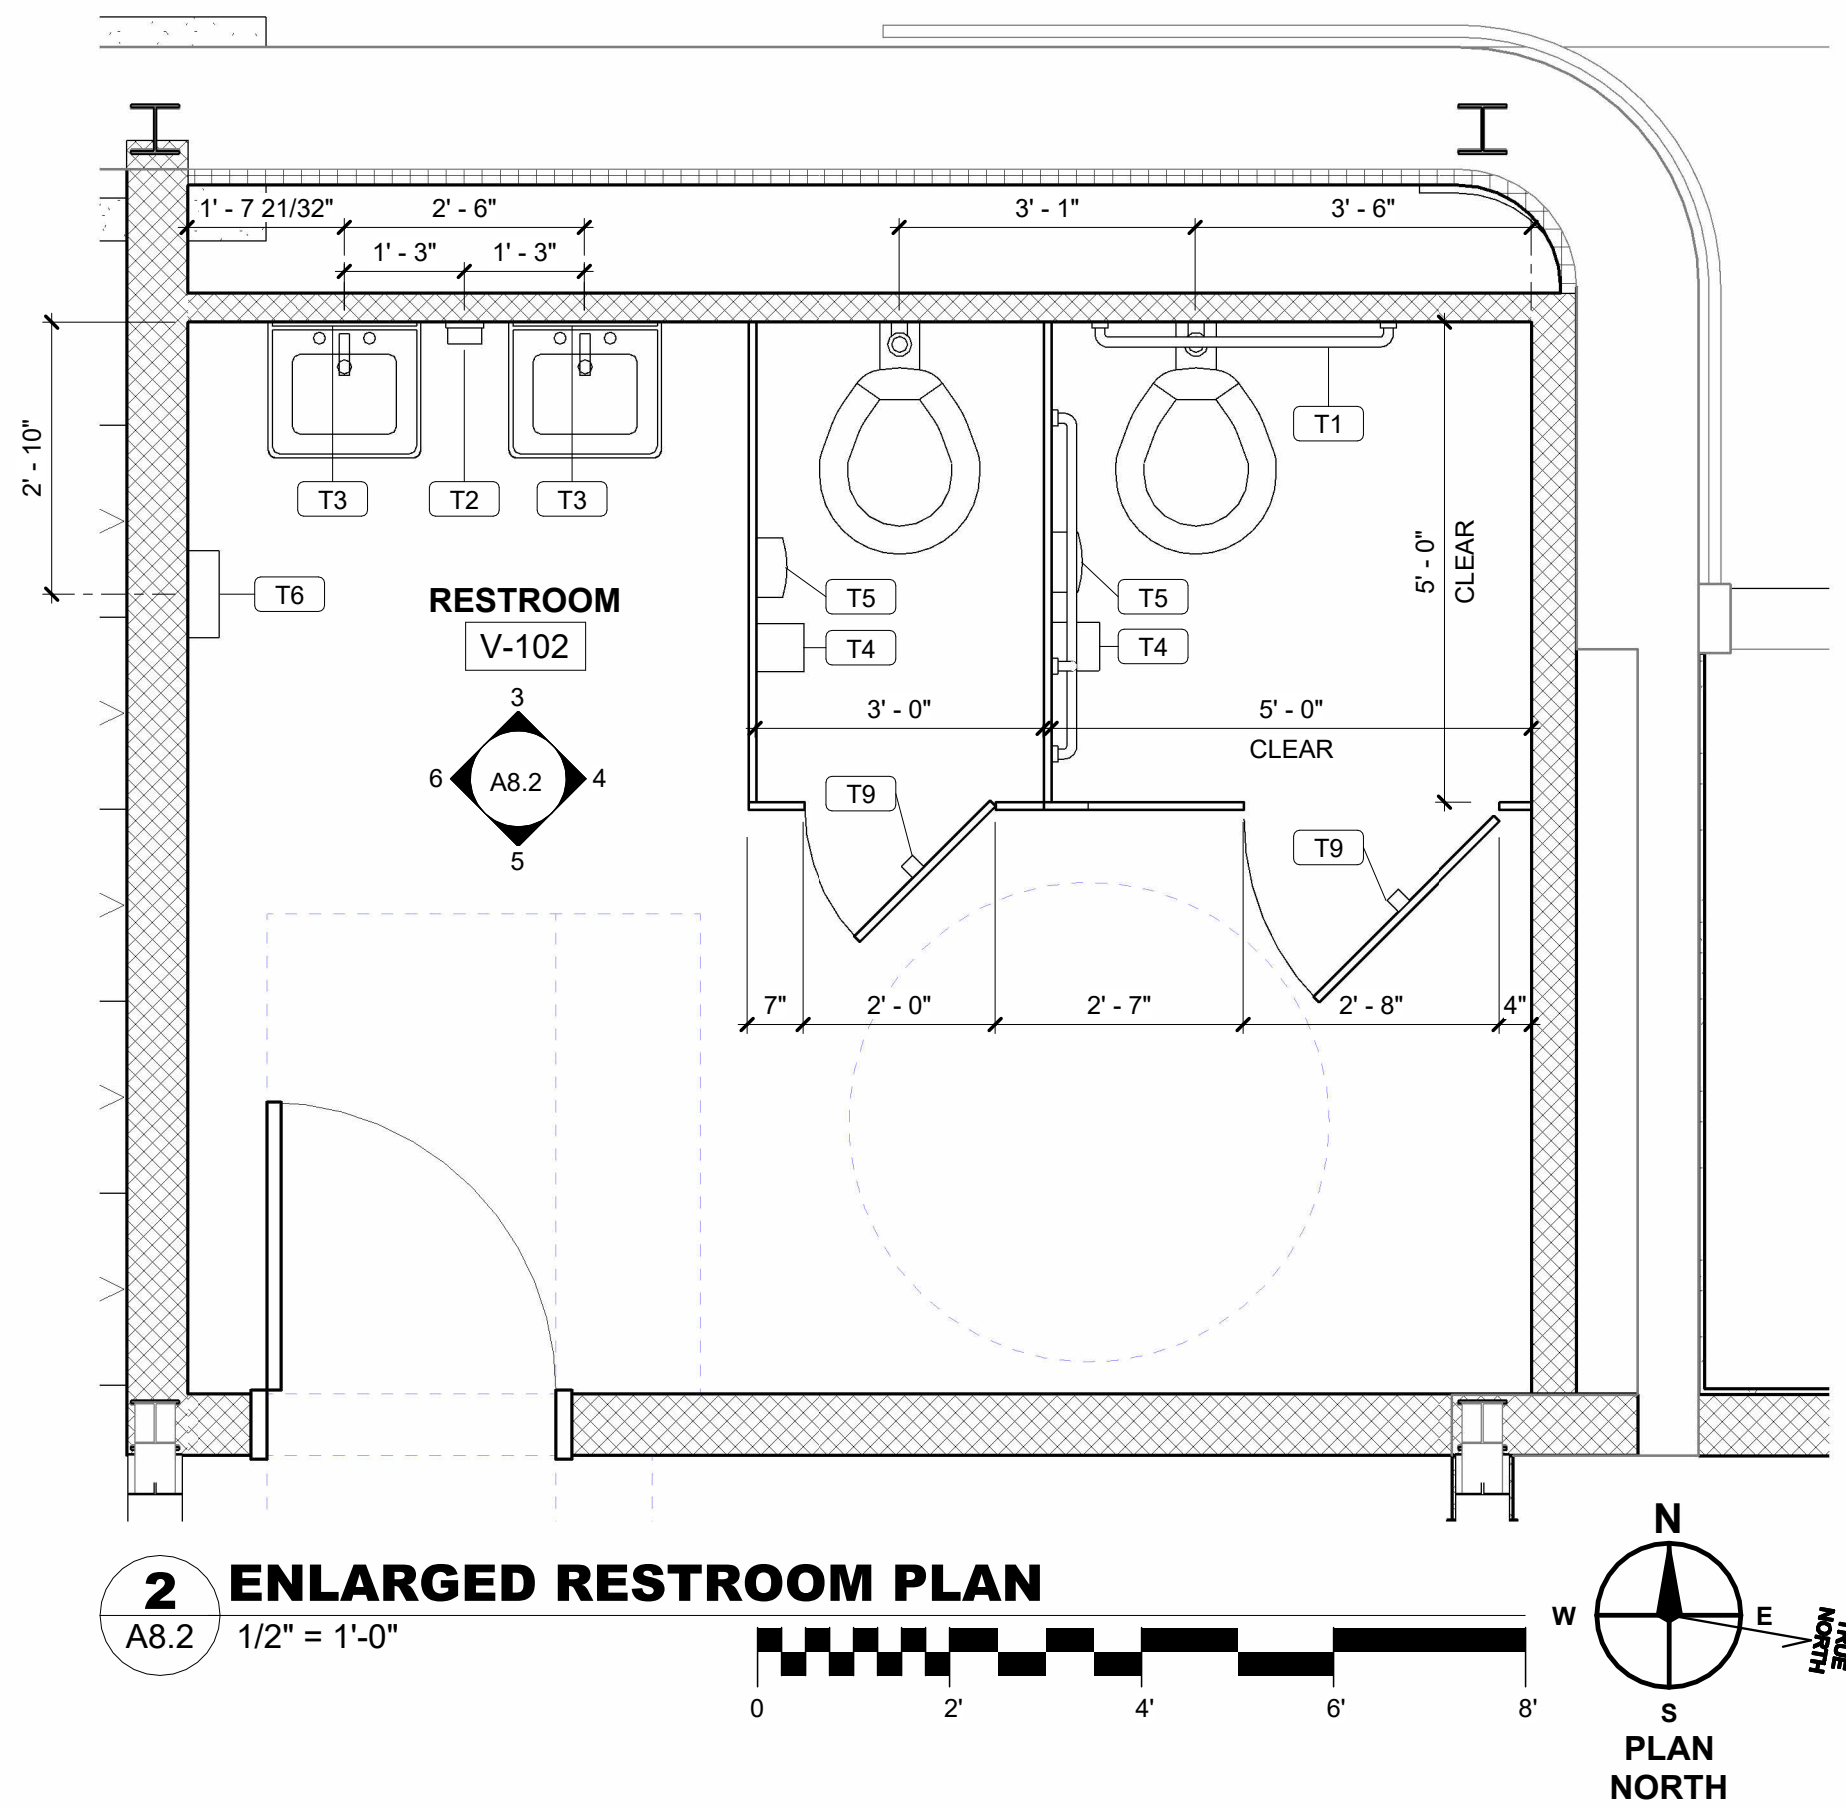 1' - 7 21/32"
2' - 6"
3' - 1"
3' - 6"
1' - 3"
1' - 3"
2' - 10"
T1
T3
T2
T3
5' - 0"
CLEAR
T6
RESTROOM
V-102
T5
T5
T4
T4
3' - 0"
5' - 0"
CLEAR
3
6
A8.2
4
5
T9
T9
7"
2' - 0"
2' - 7"
2' - 8"
4"
2
ENLARGED RESTROOM PLAN
A8.2
1/2" = 1'-0"
0
2'
4'
6'
8'
N
W
E
S
TRUE
NORTH
PLAN
NORTH